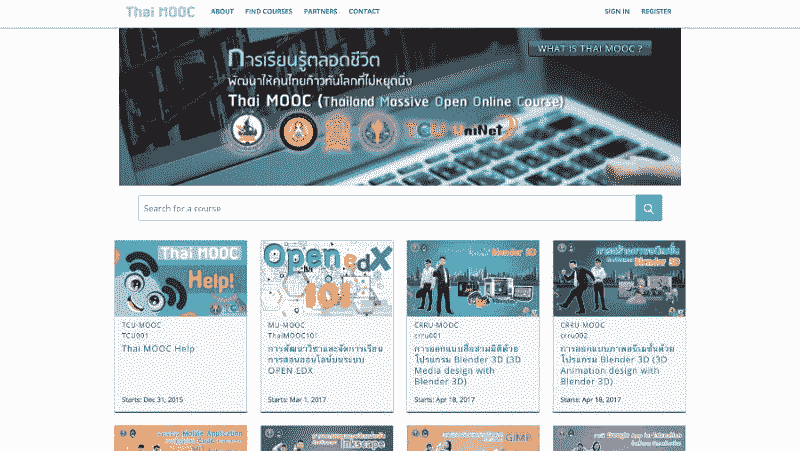 Thai MOOC
ABOUT
FIND COURSES
PARTNERS
CONTACT
SIGN IN
REGISTER
WHAT IS THAI MOOC ?
การเรียนรู้ตลอดชีวิต
พัฒนาให้คนไทยก้าวทันโลกที่ไม่หยุดนิ่ง
Thai MOOC (Thailand Massive Open Online Course)
TCU UniNet
Search for a course
Thai MOOC
Help!
TCU-MOOC
TCU001
Thai MOOC Help
Starts: Dec 31, 2015
Open edX
101
MU-MOOC
ThaiMOOC101
การพัฒนาวิชาและจัดการเรียน
การสอนออนไลน์บนระบบ
OPEN EDX
Starts: Mar 1, 2017
Blender 3D
CRRU-MOOC
crru001
การออกแบบสื่อสามมิติด้วย
โปรแกรม Blender 3D (3D
Media design with
Blender 3D)
Starts: Apr 18, 2017
Blender 3D
CRRU-MOOC
crru002
การออกแบบภาพอนิเมชั่นด้วย
โปรแกรม Blender 3D (3D
Animation design with
Blender 3D)
Starts: Apr 18, 2017
Mobile Application
Inkscape
GIMP
Google App for Education